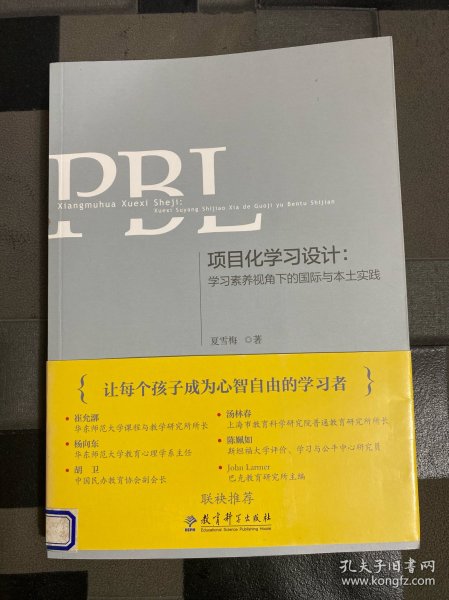 PBL
Xiangmuhua Xuexi Sheji:
Xuexi Suyang Shijiao Xia de Guoji yu Bentu Shijian
项目化学习设计：
学习素养视角下的国际与本土实践
夏雪梅 ◎著
{ 让每个孩子成为心智自由的学习者 }
• 崔允漷
华东师范大学课程与教学研究所所长
• 杨向东
华东师范大学教育心理学系主任
• 胡 卫
中国民办教育协会副会长
• 汤林春
上海市教育科学研究院普通教育研究所所长
• 陈佩如
斯坦福大学评价、学习与公平中心研究员
• John Larmer
巴克教育研究所主编
联袂推荐
教育科学出版社
Educational Science Publishing House
ESPH
孔夫子旧书网
www.kongfz.com